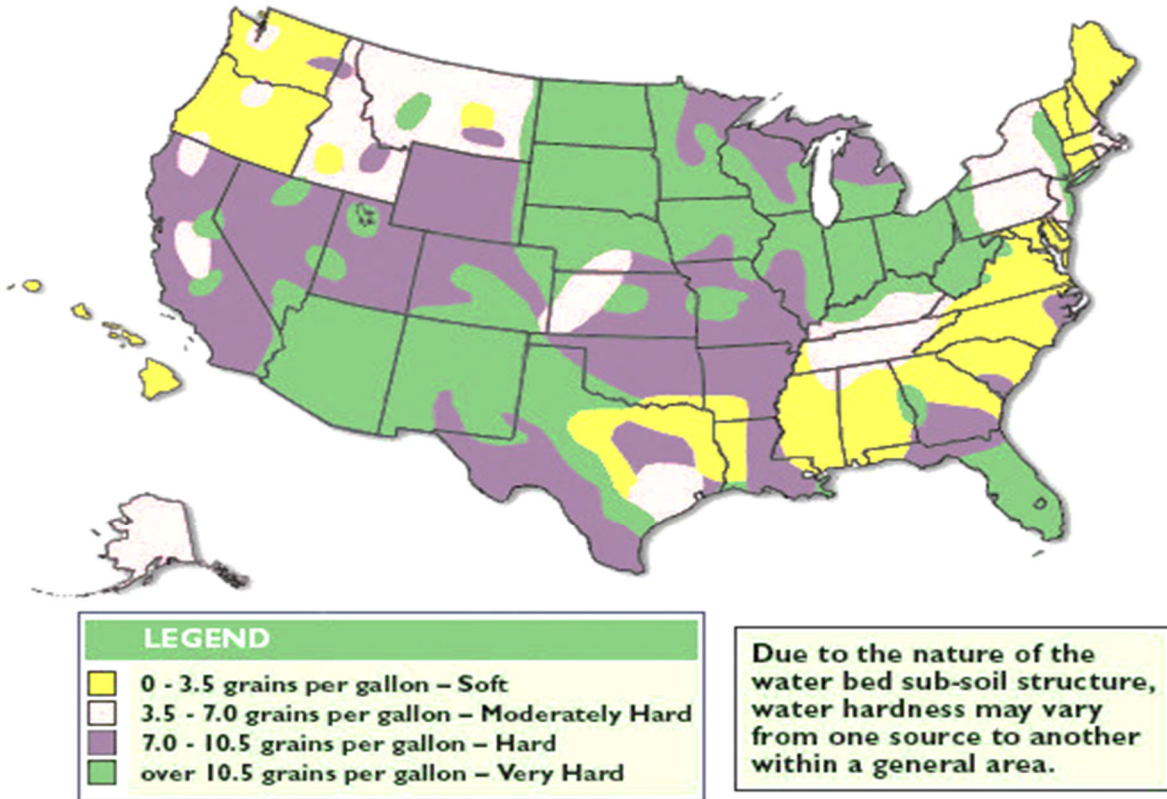 LEGEND
0 - 3.5 grains per gallon – Soft
3.5 - 7.0 grains per gallon – Moderately Hard
7.0 - 10.5 grains per gallon – Hard
over 10.5 grains per gallon – Very Hard
Due to the nature of the
water bed sub-soil structure,
water hardness may vary
from one source to another
within a general area.